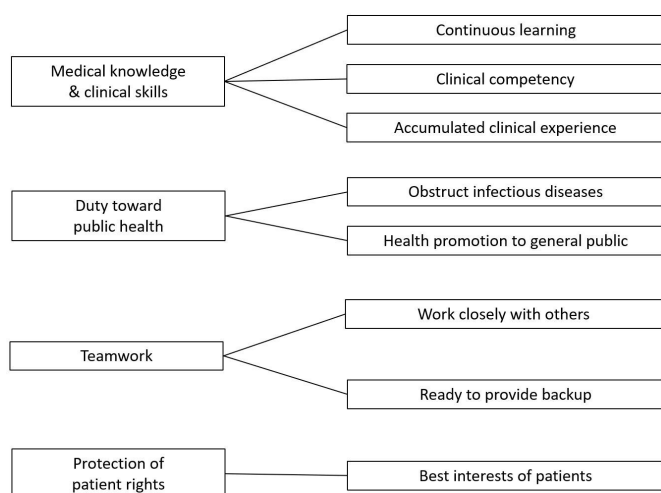 Medical knowledge
& clinical skills
Continuous learning
Clinical competency
Accumulated clinical experience
Duty toward
public health
Obstruct infectious diseases
Health promotion to general public
Teamwork
Work closely with others
Ready to provide backup
Protection of
patient rights
Best interests of patients